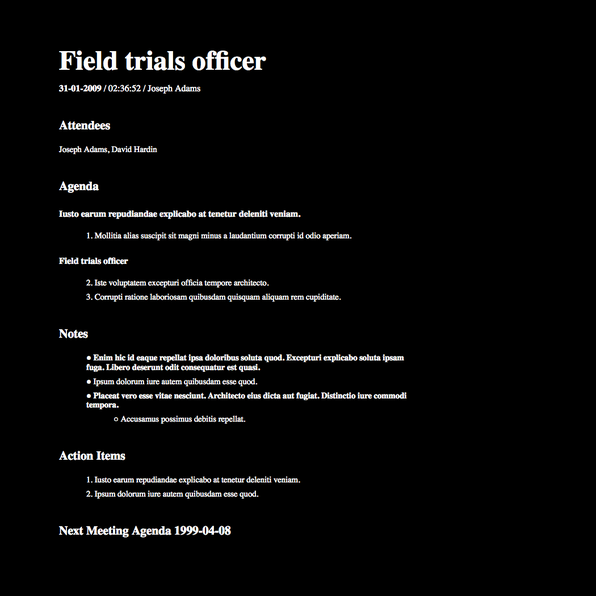 Field trials officer
31-01-2009 / 02:36:52 / Joseph Adams
Attendees
Joseph Adams, David Hardin
Agenda
Iusto earum repudiandae explicabo at tenetur deleniti veniam.
1. Mollitia alias suscipit sit magni minus a laudantium corrupti id odio aperiam.
Field trials officer
2. Iste voluptatem excepturi officia tempore architecto.
3. Corrupti ratione laboriosam quibusdam quisquam aliquam rem cupiditate.
Notes
● Enim hic id eaque repellat ipsa doloribus soluta quod. Excepturi explicabo soluta ipsam
fuga. Libero deserunt odit consequatur est quasi.
● Ipsum dolorum iure autem quibusdam esse quod.
● Placeat vero esse vitae nesciunt. Architecto eius dicta aut fugiat. Distinctio iure commodi
tempora.
○ Accusamus possimus debitis repellat.
Action Items
1. Iusto earum repudiandae explicabo at tenetur deleniti veniam.
2. Ipsum dolorum iure autem quibusdam esse quod.
Next Meeting Agenda 1999-04-08